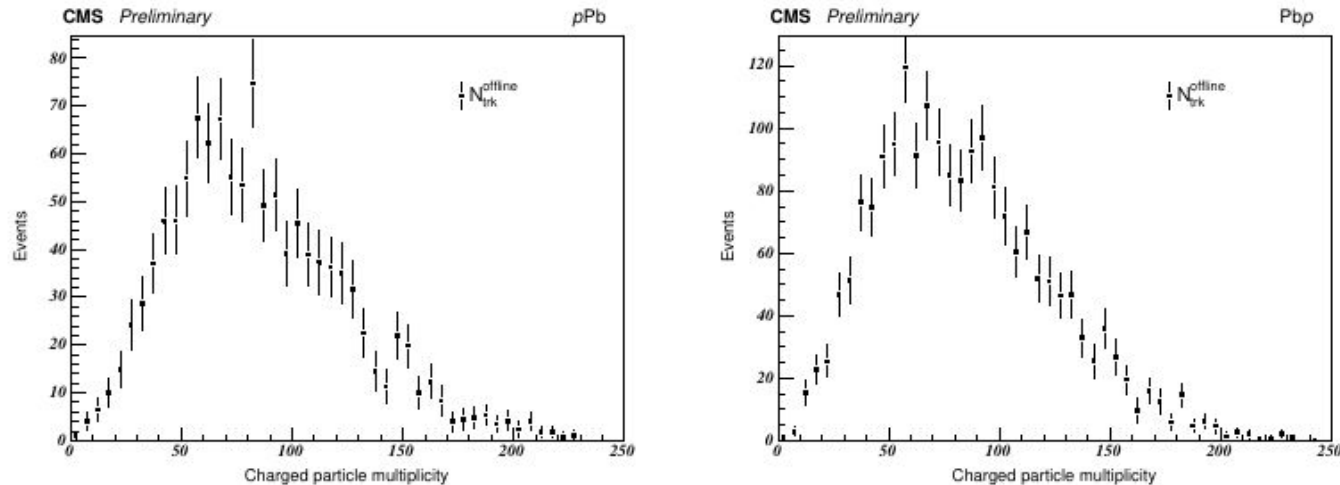 CMS Preliminary pPb
80
70
60
50
40
30
20
10
0
Events
N_trk^offline
0 50 100 150 200 250
Charged particle multiplicity
CMS Preliminary Pbp
120
100
80
60
40
20
0
Events
N_trk^offline
0 50 100 150 200 250
Charged particle multiplicity